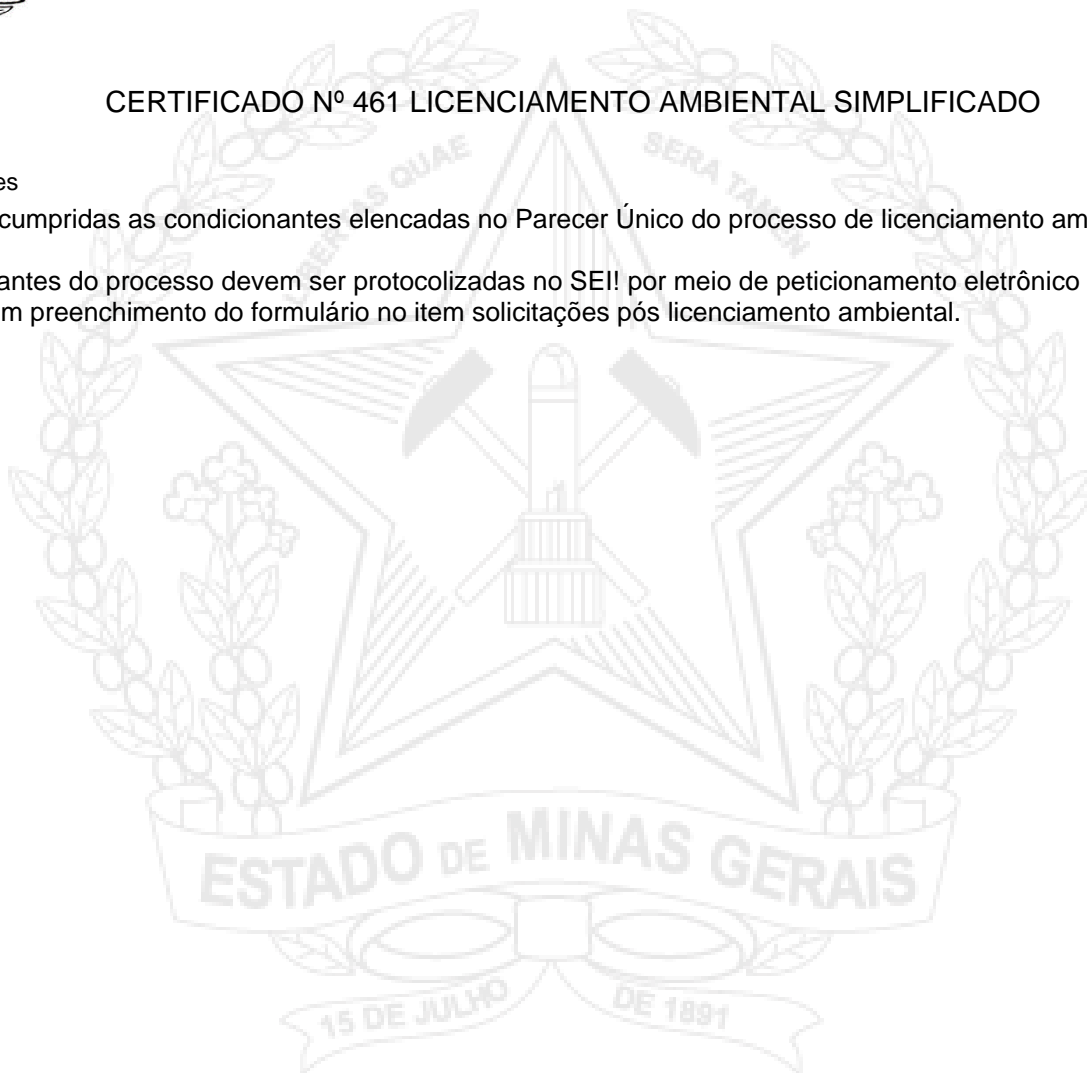 CERTIFICADO Nº 461 LICENCIAMENTO AMBIENTAL SIMPLIFICADO
es
cumpridas as condicionantes elencadas no Parecer Único do processo de licenciamento am
antes do processo devem ser protocolizadas no SEI! por meio de peticionamento eletrônico
m preenchimento do formulário no item solicitações pós licenciamento ambiental.
LIBERTAS QUAE SERA TAMEN
ESTADO DE MINAS GERAIS
15 DE JULHO DE 1891